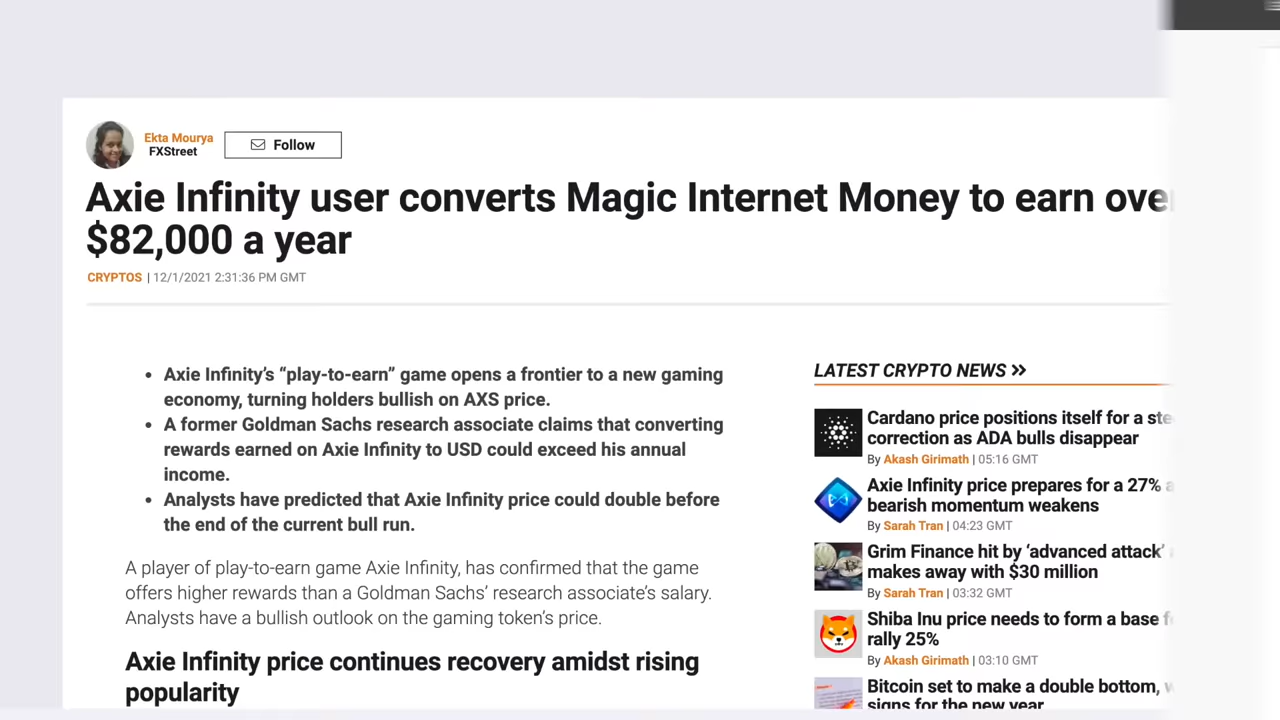 Ekta Mourya
FXStreet
Follow
Axie Infinity user converts Magic Internet Money to earn over
$82,000 a year
CRYPTOS | 12/1/2021 2:31:36 PM GMT
• Axie Infinity's “play-to-earn” game opens a frontier to a new gaming
economy, turning holders bullish on AXS price.
• A former Goldman Sachs research associate claims that converting
rewards earned on Axie Infinity to USD could exceed his annual
income.
• Analysts have predicted that Axie Infinity price could double before
the end of the current bull run.
A player of play-to-earn game Axie Infinity, has confirmed that the game
offers higher rewards than a Goldman Sachs’ research associate’s salary.
Analysts have a bullish outlook on the gaming token’s price.
Axie Infinity price continues recovery amidst rising
popularity
LATEST CRYPTO NEWS »
Cardano price positions itself for a
correction as ADA bulls disappear
By Akash Girimath | 05:16 GMT
Axie Infinity price prepares for a 27%
bearish momentum weakens
By Sarah Tran | 04:23 GMT
Grim Finance hit by ‘advanced attack’
makes away with $30 million
By Sarah Tran | 03:32 GMT
Shiba Inu price needs to form a base
rally 25%
By Akash Girimath | 03:10 GMT
Bitcoin set to make a double bottom,
signs for the new year